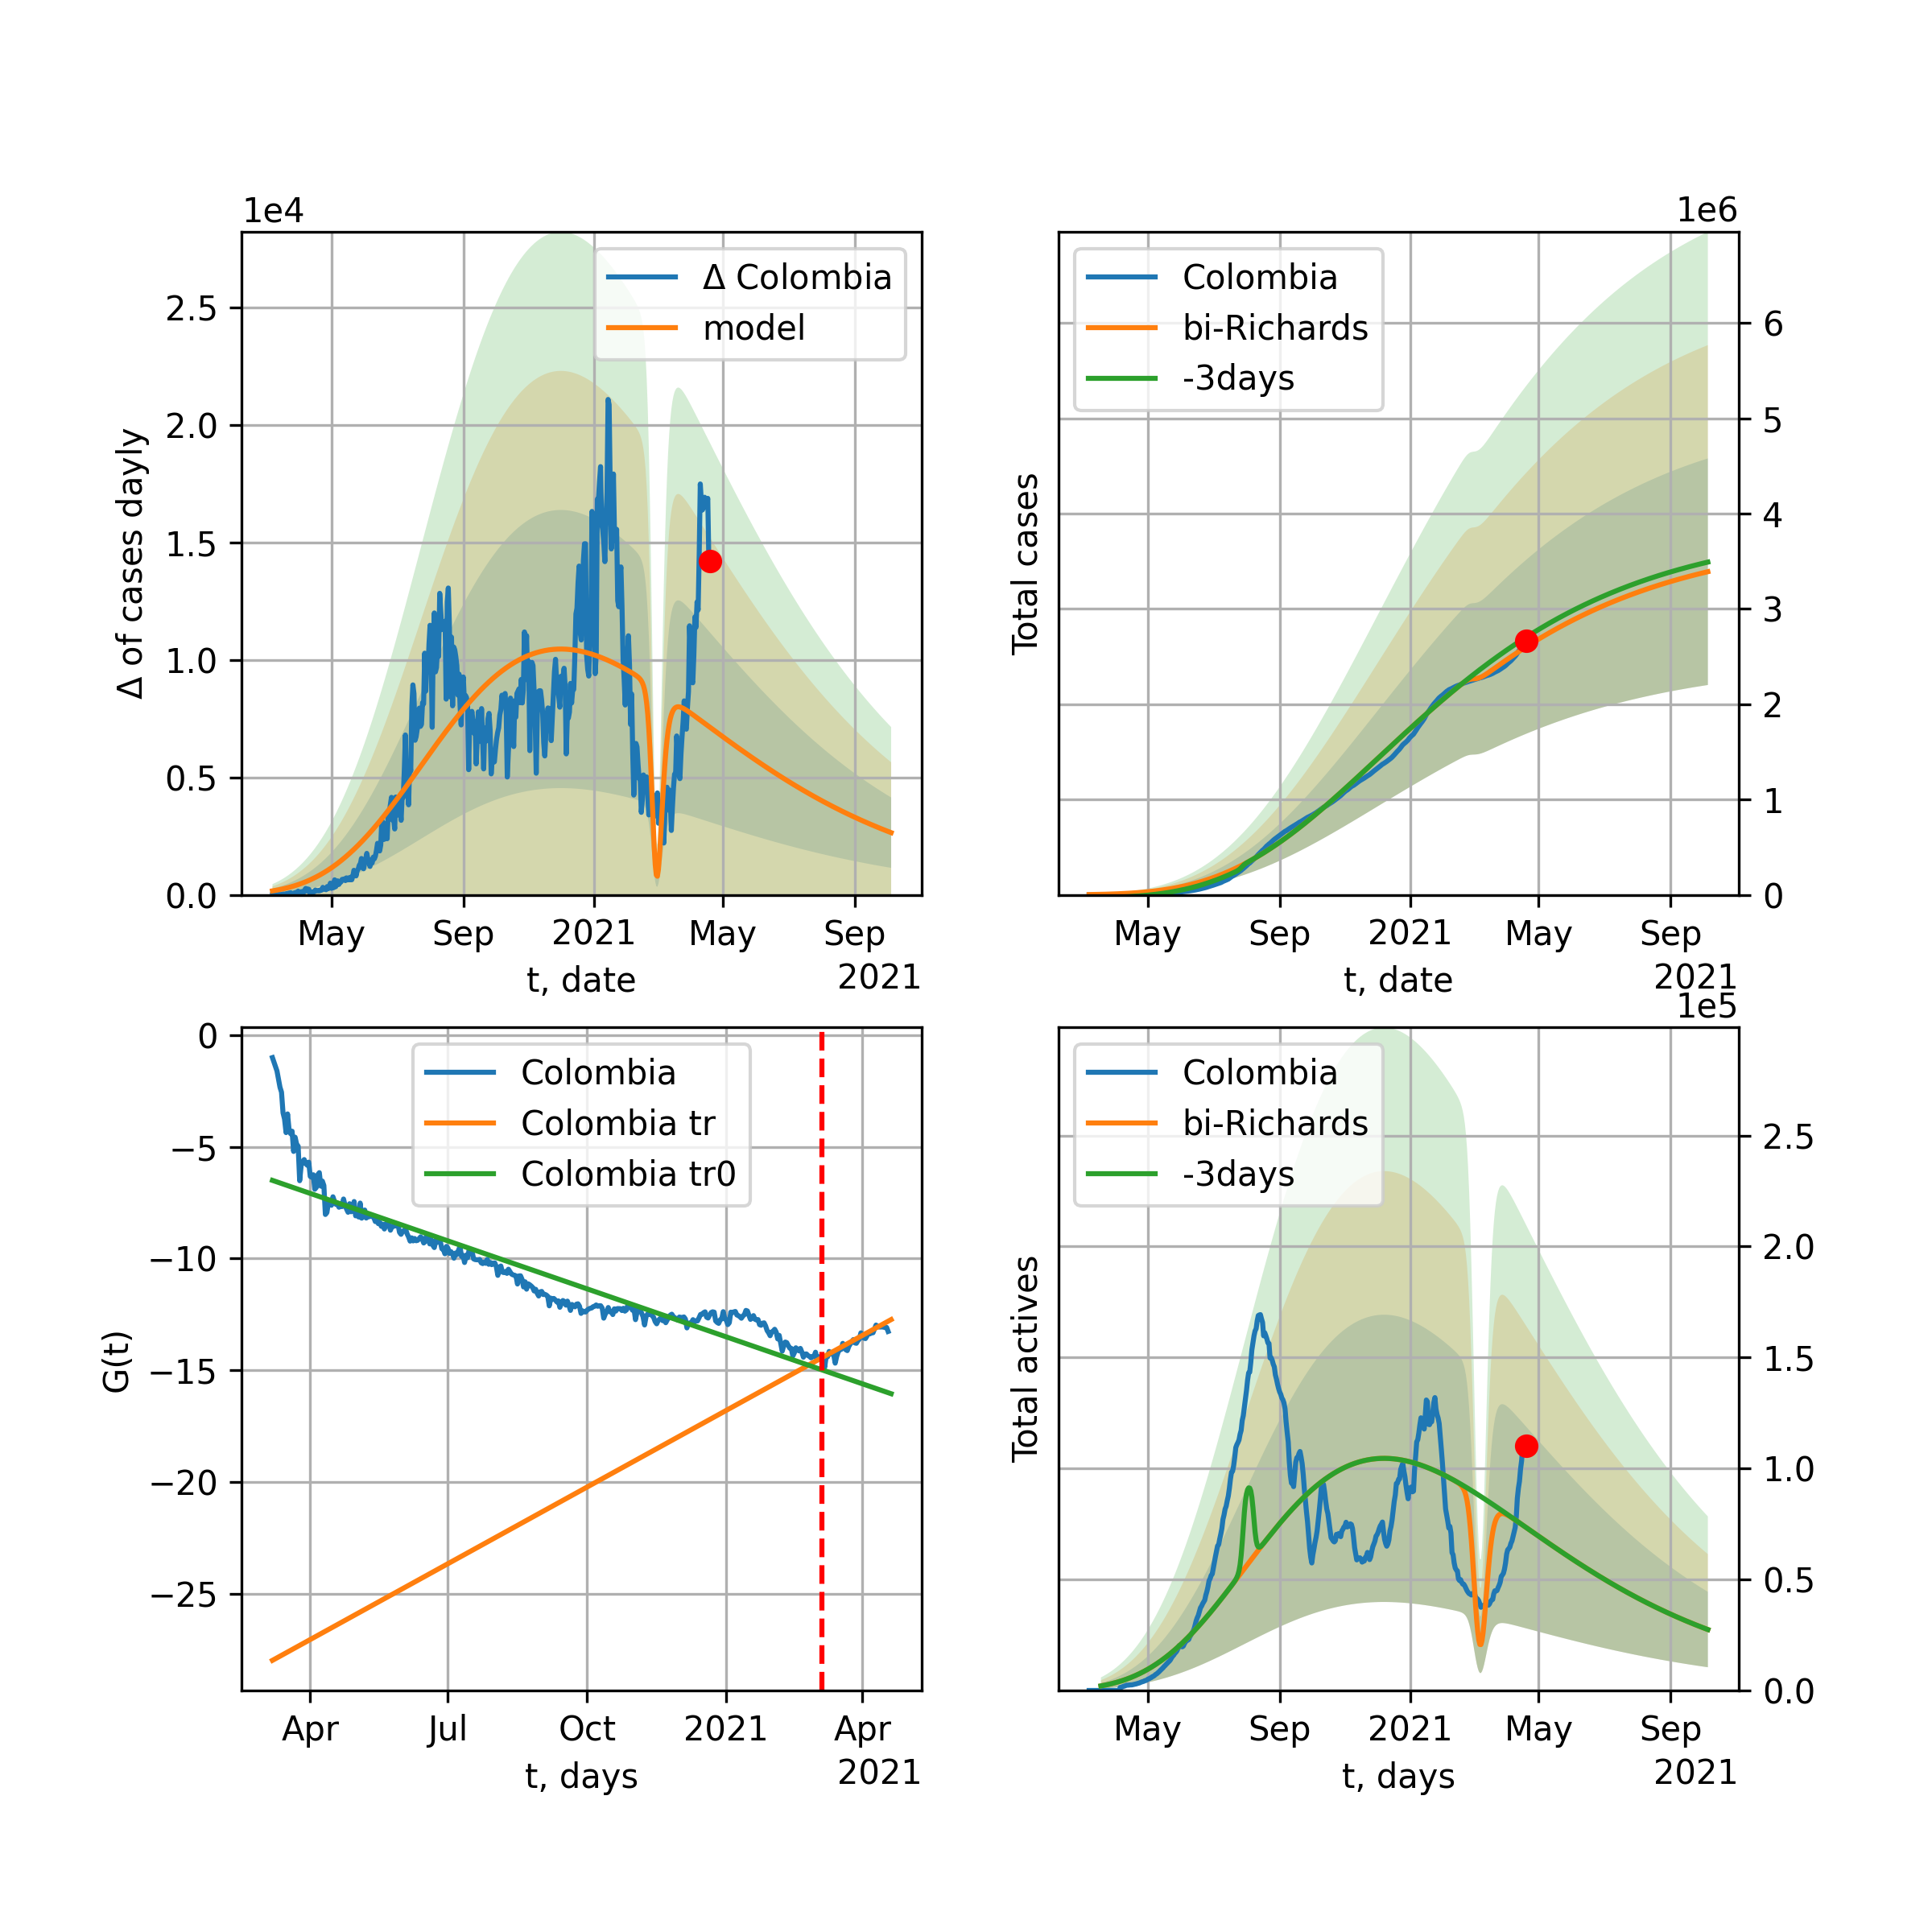 1e4
Δ of cases dayly
2.5
2.0
1.5
1.0
0.5
0.0
Δ Colombia
model
May Sep 2021 May Sep
t, date
2021
1e6
Total cases
Colombia
bi-Richards
-3days
6
5
4
3
2
1
0
May Sep 2021 May Sep
t, date
2021
G(t)
0
−5
−10
−15
−20
−25
Colombia
Colombia tr
Colombia tr0
Apr Jul Oct 2021 Apr
t, days
2021
1e5
Total actives
Colombia
bi-Richards
-3days
2.5
2.0
1.5
1.0
0.5
0.0
May Sep 2021 May Sep
t, days
2021